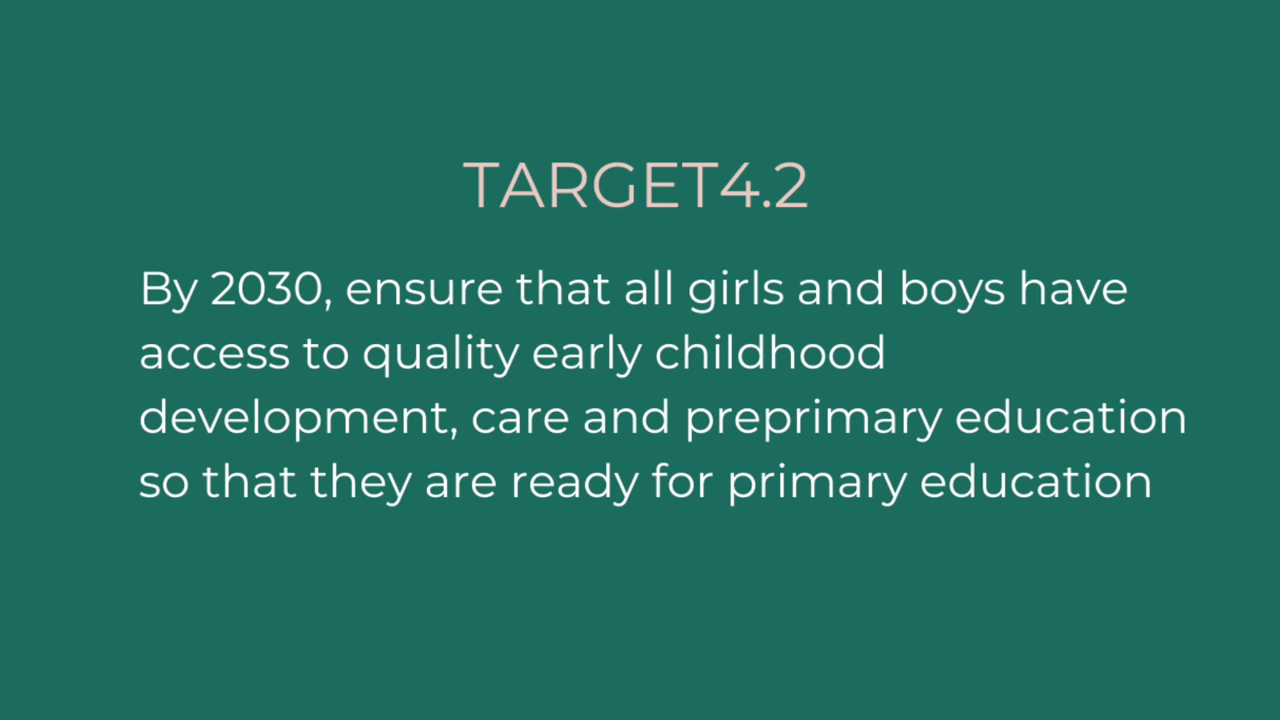 TARGET4.2
By 2030, ensure that all girls and boys have
access to quality early childhood
development, care and preprimary education
so that they are ready for primary education